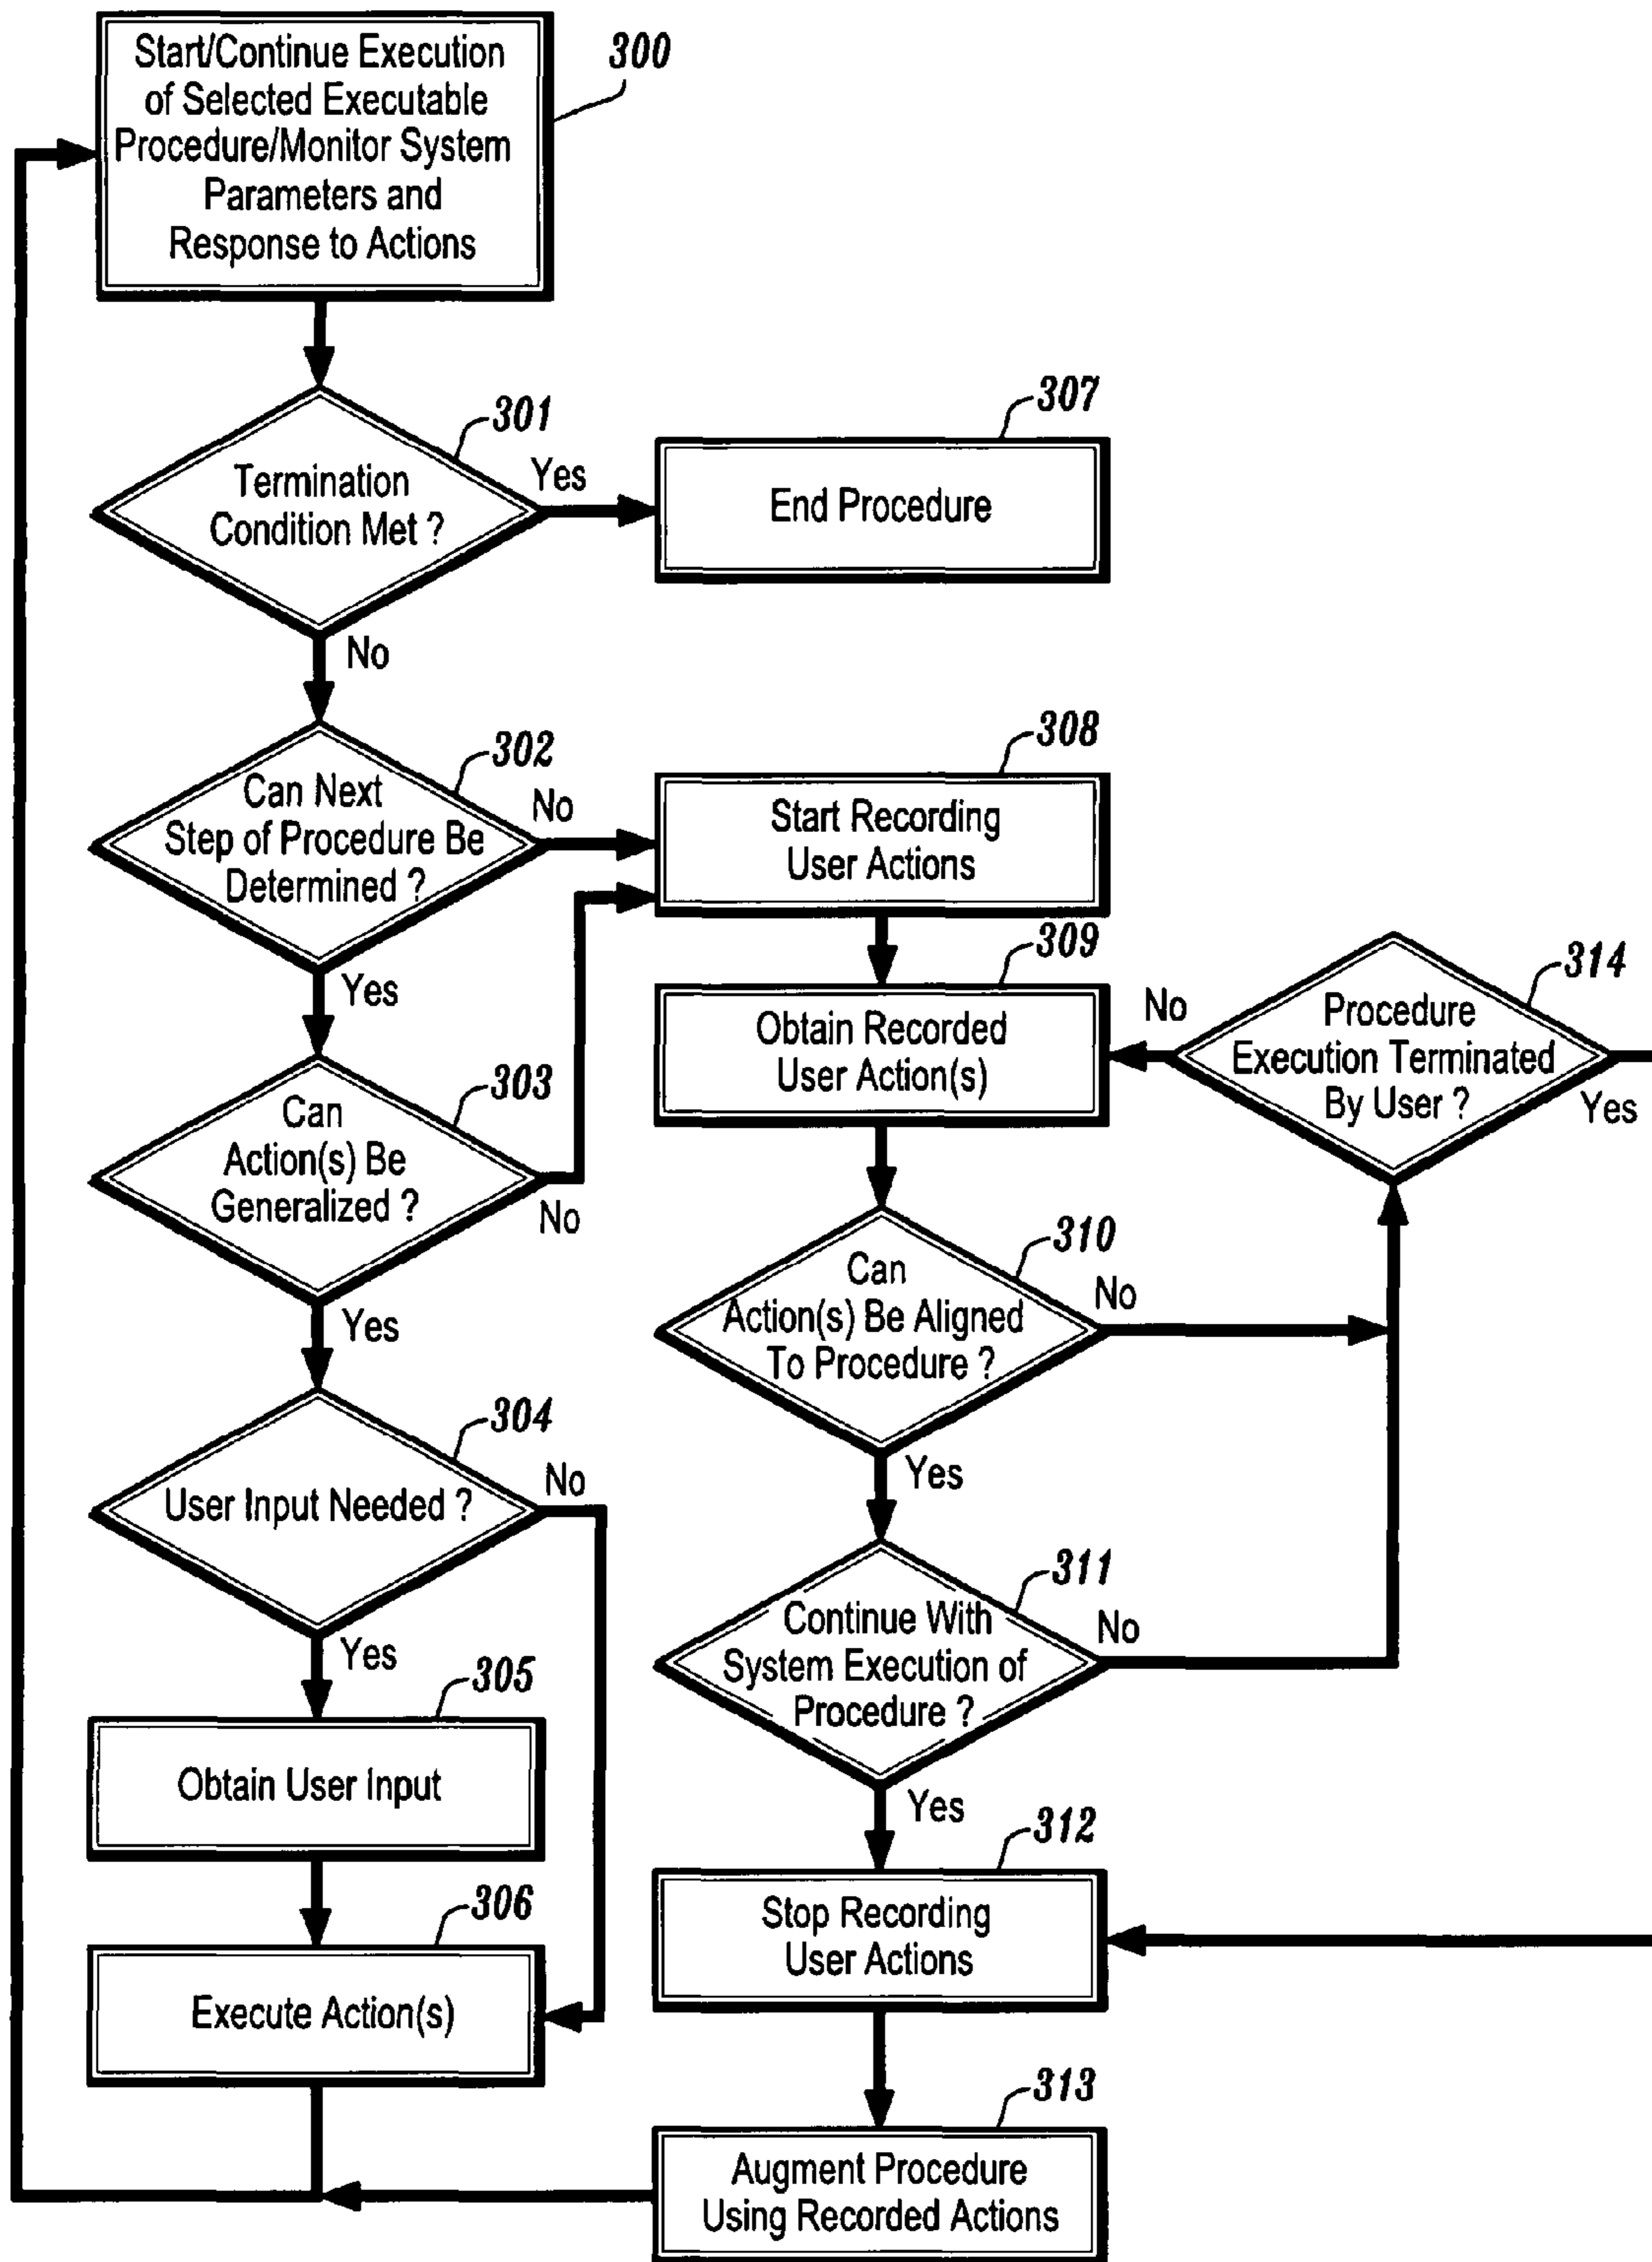 Start/Continue Execution
of Selected Executable
Procedure/Monitor System
Parameters and
Response to Actions
300
301
Termination
Condition Met ?
Yes
No
307
End Procedure
302
Can Next
Step of Procedure Be
Determined ?
No
Yes
308
Start Recording
User Actions
303
Can
Action(s) Be
Generalized ?
No
Yes
309
Obtain Recorded
User Action(s)
314
Procedure
Execution Terminated
By User ?
No
Yes
304
User Input Needed ?
No
Yes
310
Can
Action(s) Be Aligned
To Procedure ?
No
Yes
305
Obtain User Input
311
Continue With
System Execution of
Procedure ?
No
Yes
306
Execute Action(s)
312
Stop Recording
User Actions
313
Augment Procedure
Using Recorded Actions